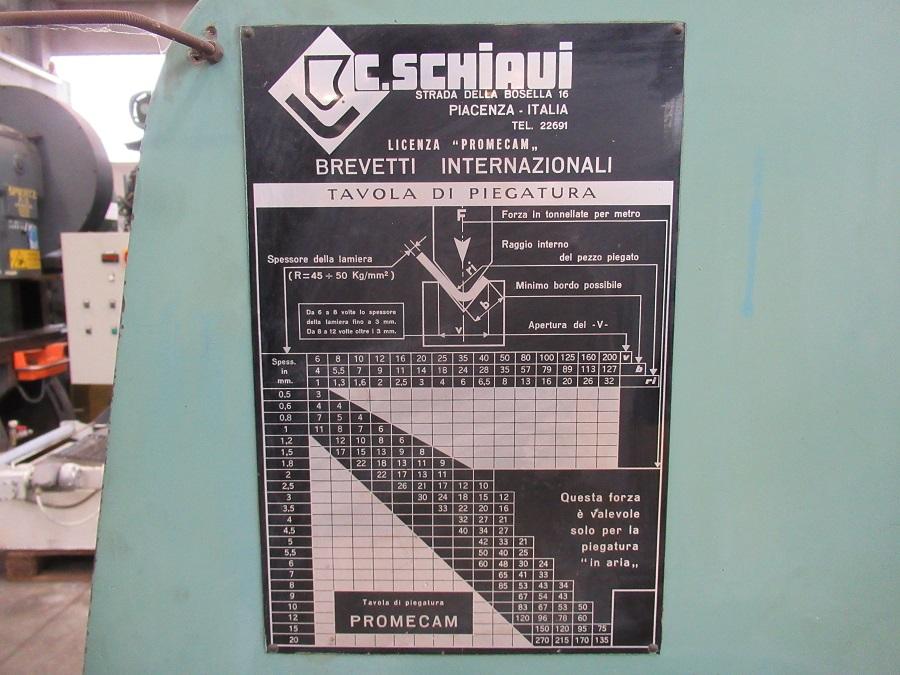 C.SCHIAVI
STRADA DELLA BOSELLA 16
PIACENZA - ITALIA
TEL. 22691
LICENZA "PROMECAM„
BREVETTI INTERNAZIONALI
TAVOLA DI PIEGATURA
F
Forza in tonnellate per metro
Raggio interno
del pezzo piegato
Spessore della lamiera
(R=45 ÷ 50 Kg/mm²)
ri
Minimo bordo possibile
b
Da 6 a 8 volte lo spessore
della lamiera fino a 3 mm.
Da 8 a 12 volte oltre i 3 mm.
v
Apertura del -V-
Spess. in mm.
6 8 10 12 16 20 25 35 40 50 80 100 125 160 200 v
4 5,5 7 9 11 14 18 24 28 35 57 79 89 113 127 b
1 1,3 1,6 2 2,5 3 4 6 6,5 8 13 16 20 26 32 ri
0.5 3
0,6 4 4
0.8 7 5 4
1 11 8 7 6
1,2 12 10 8 6
1,5 17 15 13 9 8
1,8 22 18 13 11 9
2 22 17 13 11
2,5 26 21 17 12 10
3 30 24 18 15 12
3,5 33 22 20 16
4 32 27 21
4,5 40 34 27
5 42 33 21
5,5 50 40 25
6 60 48 30 24
7 65 41 33
8 85 53 43 34
9 67 54 43
10 83 67 53 50
12 120 96 78 60
15 150 120 95 75
20 270 215 170 135
Questa forza
è valevole
solo per la
piegatura
"in aria„
Tavola di piegatura
PROMECAM